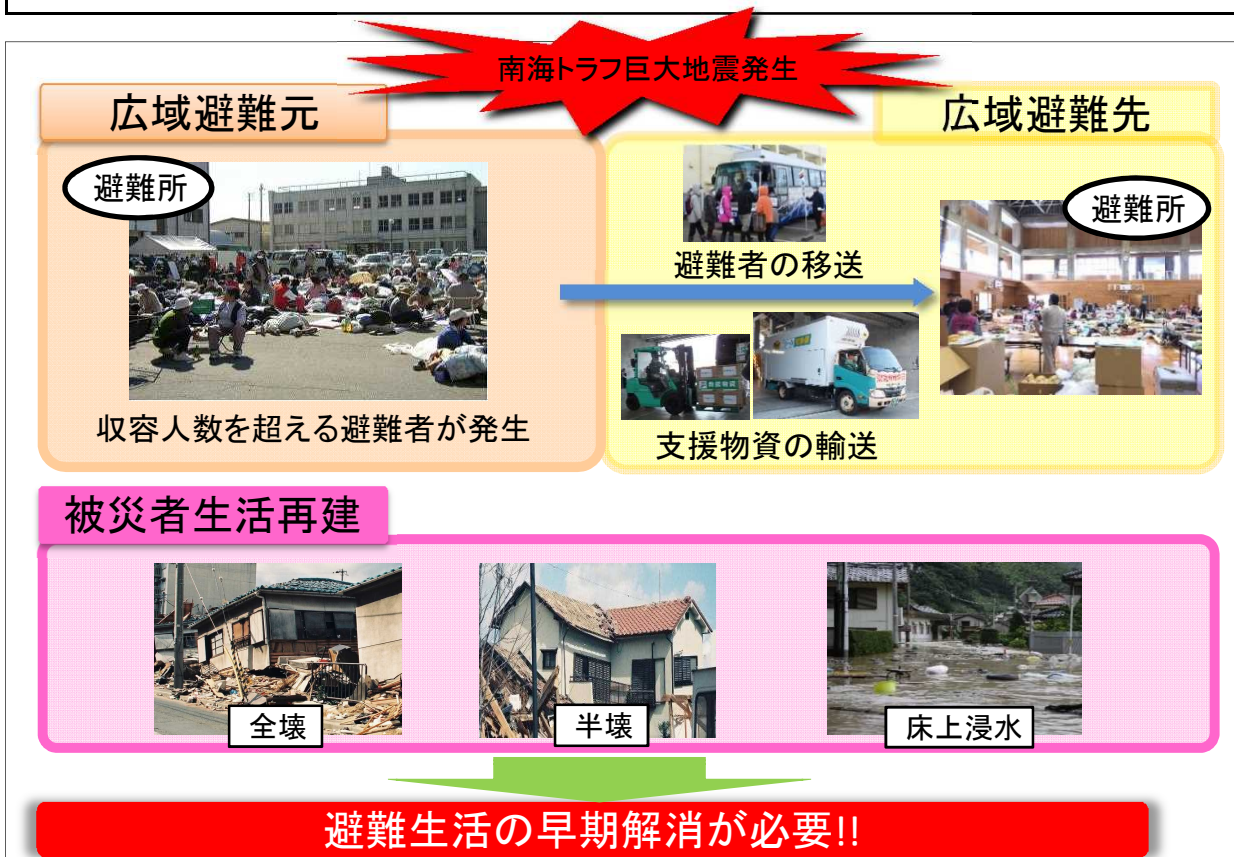 南海トラフ巨大地震発生
広域避難元
広域避難先
避難所
収容人数を超える避難者が発生
避難者の移送
支援物資の輸送
避難所
被災者生活再建
全壊
半壊
床上浸水
避難生活の早期解消が必要!!